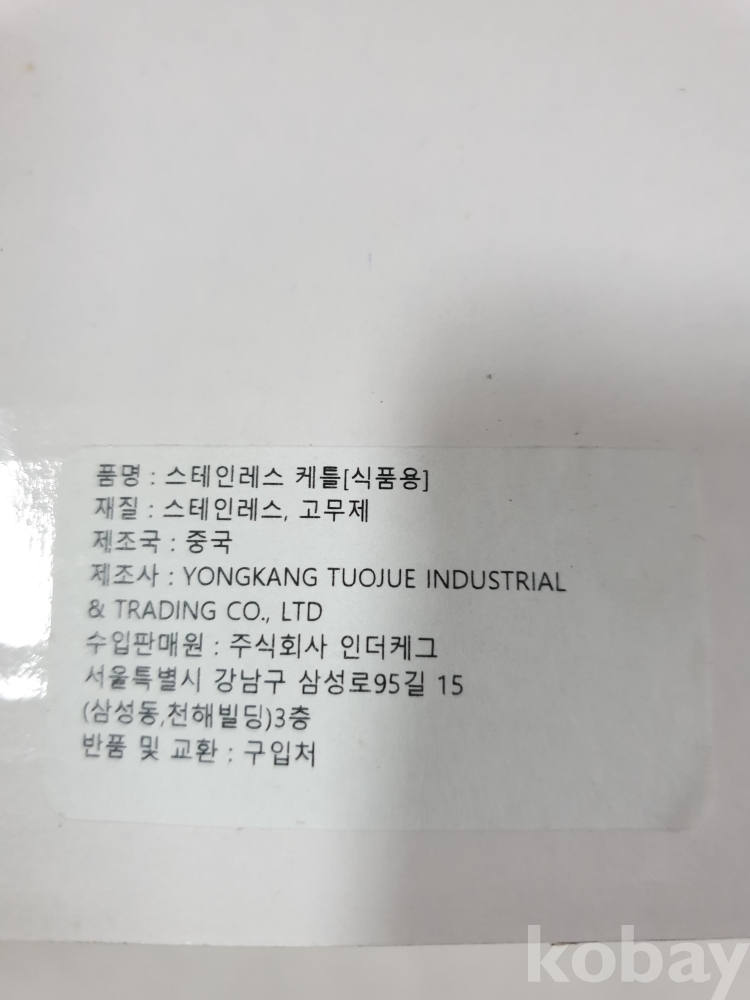 품명 : 스테인레스 케틀[식품용]
재질 : 스테인레스, 고무제
제조국 : 중국
제조사 : YONGKANG TUOJUE INDUSTRIAL
& TRADING CO., LTD
수입판매원 : 주식회사 인더케그
서울특별시 강남구 삼성로95길 15
(삼성동,천해빌딩)3층
반품 및 교환 : 구입처
kobay